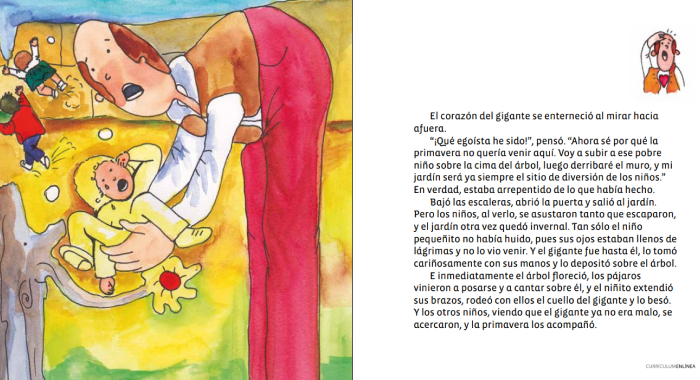 El corazón del gigante se enterneció al mirar hacia
afuera.
“¡Qué egoísta he sido!”, pensó. “Ahora sé por qué la
primavera no quería venir aquí. Voy a subir a ese pobre
niño sobre la cima del árbol, luego derribaré el muro, y mi
jardín será ya siempre el sitio de diversión de los niños.”
En verdad, estaba arrepentido de lo que había hecho.
Bajó las escaleras, abrió la puerta y salió al jardín.
Pero los niños, al verlo, se asustaron tanto que escaparon,
y el jardín otra vez quedó invernal. Tan sólo el niño
pequeñito no había huido, pues sus ojos estaban llenos de
lágrimas y no lo vio venir. Y el gigante fue hasta él, lo tomó
cariñosamente con sus manos y lo depositó sobre el árbol.
E inmediatamente el árbol floreció, los pájaros
vinieron a posarse y a cantar sobre él, y el niñito extendió
sus brazos, rodeó con ellos el cuello del gigante y lo besó.
Y los otros niños, viendo que el gigante ya no era malo, se
acercaron, y la primavera los acompañó.
CURRICULUMENLÍNEA